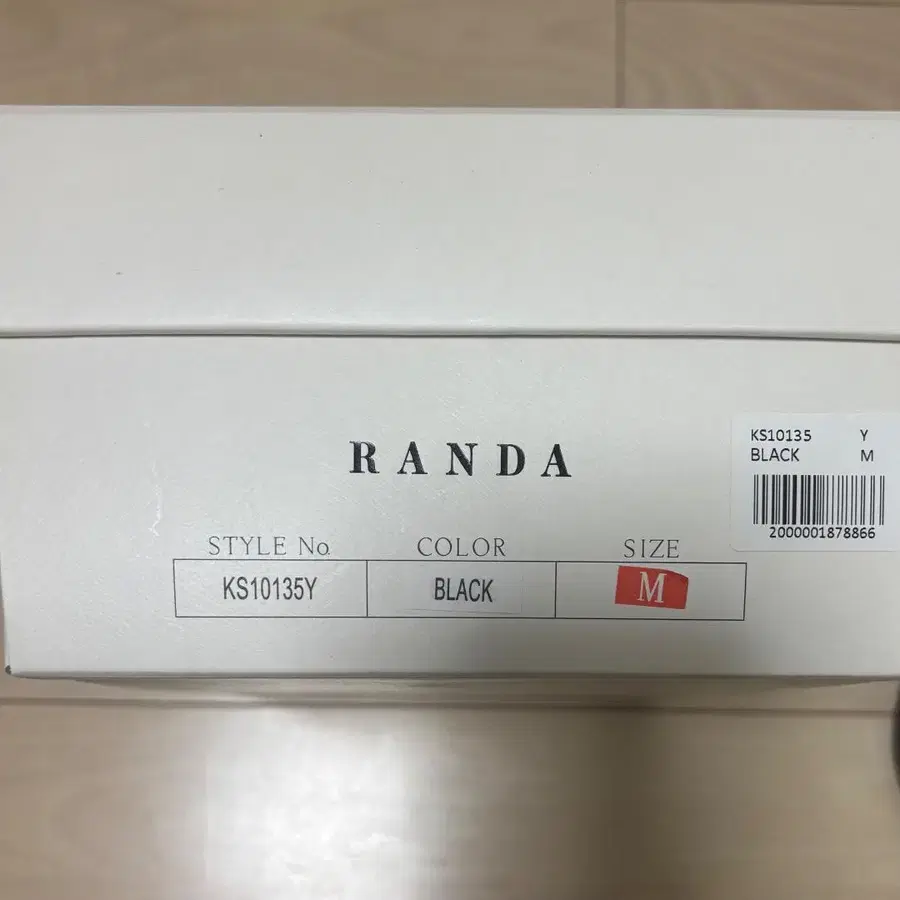 RANDA
KS10135 Y
BLACK M
2000001878866
STYLE No. COLOR SIZE
KS10135Y BLACK M